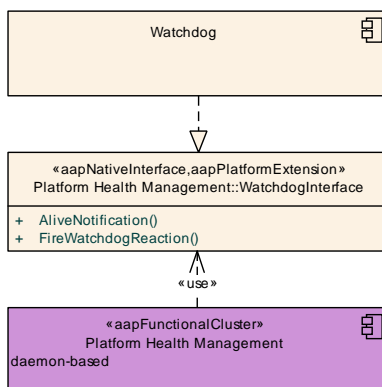 Watchdog
«aapNativeInterface,aapPlatformExtension»
Platform Health Management::WatchdogInterface
+ AliveNotification()
+ FireWatchdogReaction()
«use»
«aapFunctionalCluster»
Platform Health Management
daemon-based